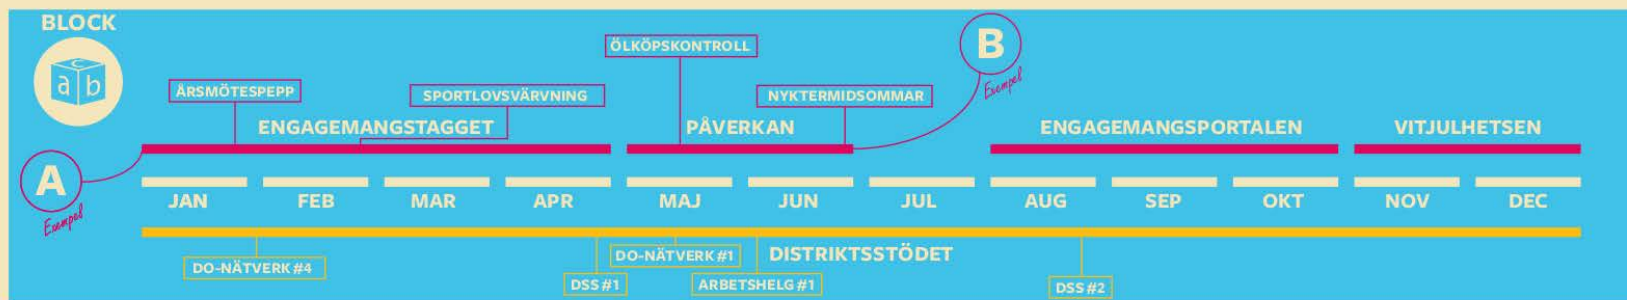 BLOCK
c
a b
ÖLKÖPSKONTROLL
B
Exempel
ÅRSMÖTESPEPP
SPORTLOVSVÄRVNING
NYKTERMIDSOMMAR
ENGAGEMANGSTAGGET
PÅVERKAN
ENGAGEMANGSPORTALEN
VITJULHETSEN
A
Exempel
JAN FEB MAR APR MAJ JUN JUL AUG SEP OKT NOV DEC
DISTRIKTSSTÖDET
DO-NÄTVERK #4
DO-NÄTVERK #1
DSS #1
ARBETSHELG #1
DSS #2